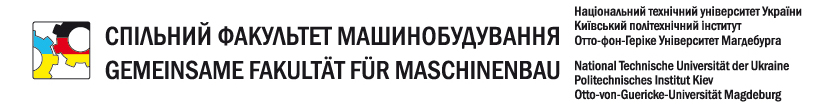 СПІЛЬНИЙ ФАКУЛЬТЕТ МАШИНОБУДУВАННЯ
GEMEINSAME FAKULTÄT FÜR MASCHINENBAU
Національний технічний університет України
Київський політехнічний інститут
Отто-фон-Геріке Університет Магдебурга
National Technische Universität der Ukraine
Politechnisches Institut Kiev
Otto-von-Guericke-Universität Magdeburg